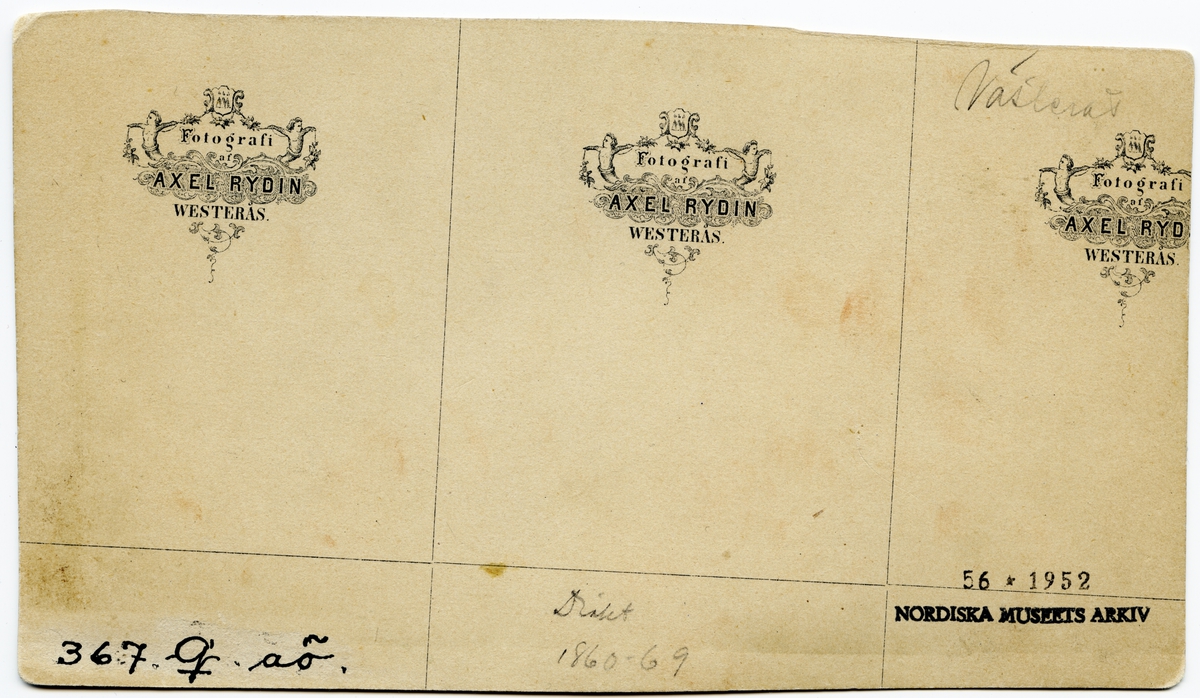 Fotografi
af
AXEL RYDIN
WESTERÅS.
Fotografi
af
AXEL RYDIN
WESTERÅS.
Västerås
Fotografi
af
AXEL RYD
WESTERÅS.
56 * 1952
NORDISKA MUSEETS ARKIV
Dräkt
1860-69
367. aö.